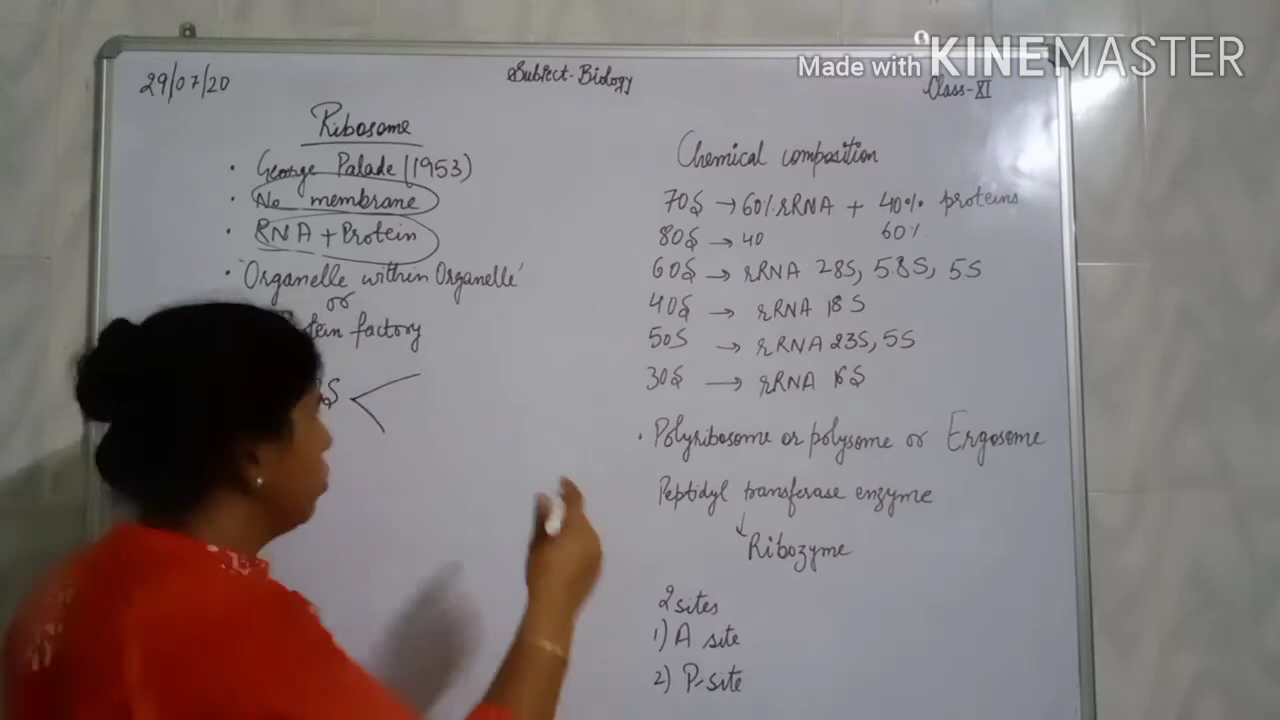 Made with KINEMASTER
29/07/20
Subject-Biology
Class-XI
Ribosome
· George Palade (1953)
· No membrane
· RNA + Protein
· 'Organelle within Organelle'
or
factory
S
Chemical composition
70S → 60% rRNA + 40% proteins
80S → 40 60%
60S → rRNA 28S, 5.8S, 5S
40S → rRNA 18S
50S → rRNA 23S, 5S
30S → rRNA 16S
· Polyribosome or polysome or Ergosome
Peptidyl transferase enzyme
↓
Ribozyme
2 sites
1) A site
2) P-site